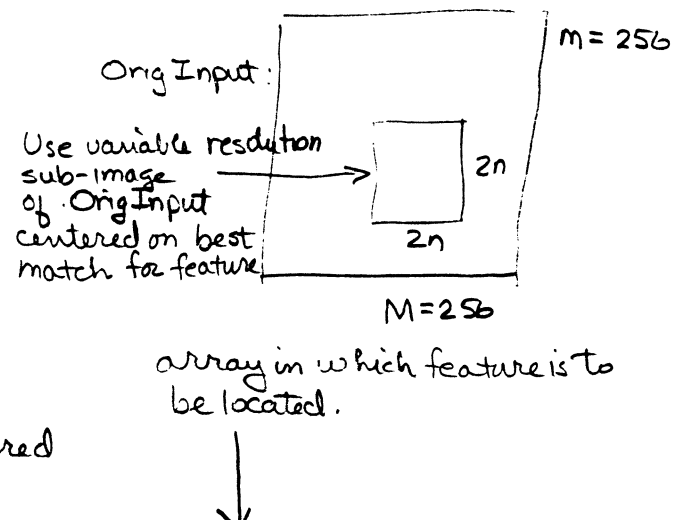 m = 256
Orig Input:
Use variable resolution
sub-image
of Orig Input
centered on best
match for feature
2n
2n
M = 256
array in which feature is to
be located.
red